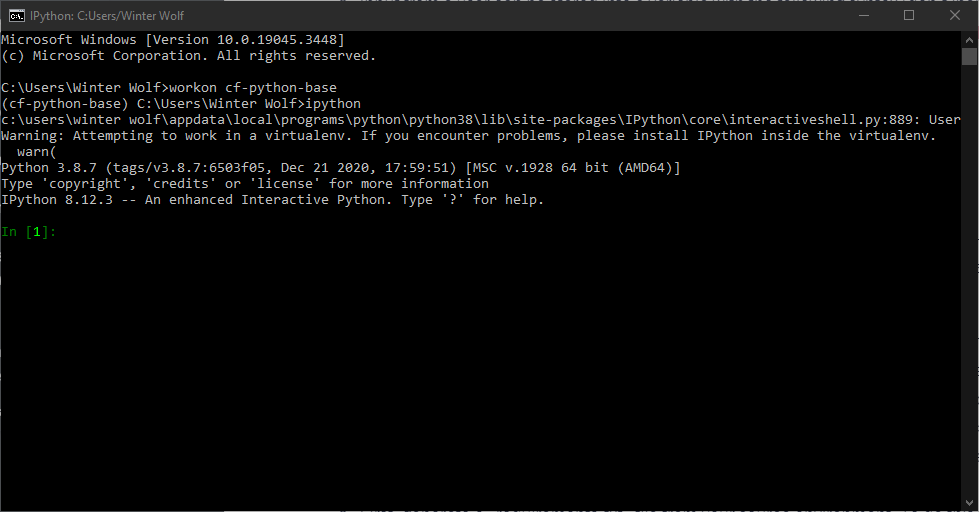 IPython: C:Users/Winter Wolf
Microsoft Windows [Version 10.0.19045.3448]
(c) Microsoft Corporation. All rights reserved.
C:\Users\Winter Wolf>workon cf-python-base
(cf-python-base) C:\Users\Winter Wolf>ipython
c:\users\winter wolf\appdata\local\programs\python\python38\lib\site-packages\IPython\core\interactiveshell.py:889: User
Warning: Attempting to work in a virtualenv. If you encounter problems, please install IPython inside the virtualenv.
  warn(
Python 3.8.7 (tags/v3.8.7:6503f05, Dec 21 2020, 17:59:51) [MSC v.1928 64 bit (AMD64)]
Type 'copyright', 'credits' or 'license' for more information
IPython 8.12.3 -- An enhanced Interactive Python. Type '?' for help.
In [1]: